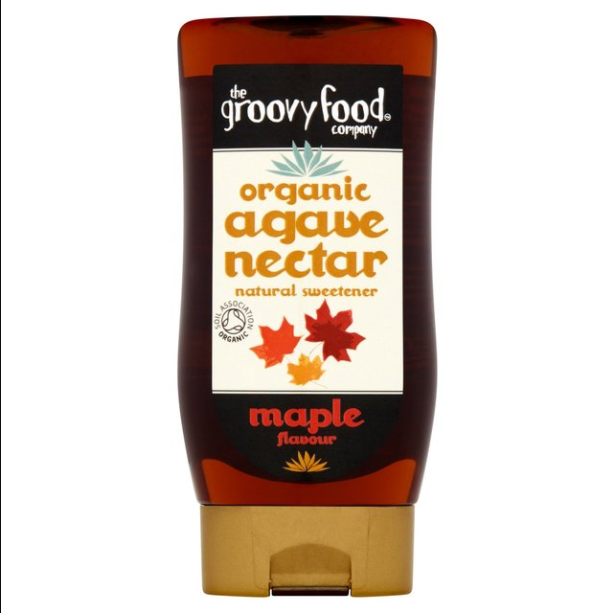 the
groovy food
company
organic
agave
nectar
natural sweetener
SOIL ASSOCIATION
ORGANIC
maple
flavour